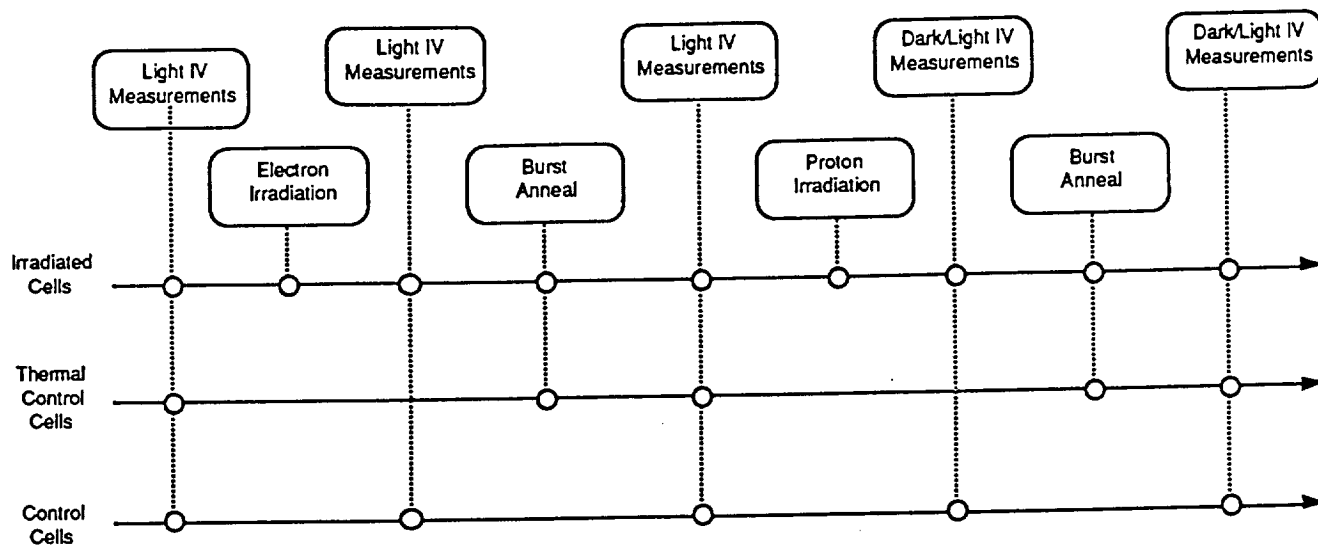 Light IV
Measurements
Light IV
Measurements
Light IV
Measurements
Dark/Light IV
Measurements
Dark/Light IV
Measurements
Electron
Irradiation
Burst
Anneal
Proton
Irradiation
Burst
Anneal
Irradiated
Cells
Thermal
Control
Cells
Control
Cells